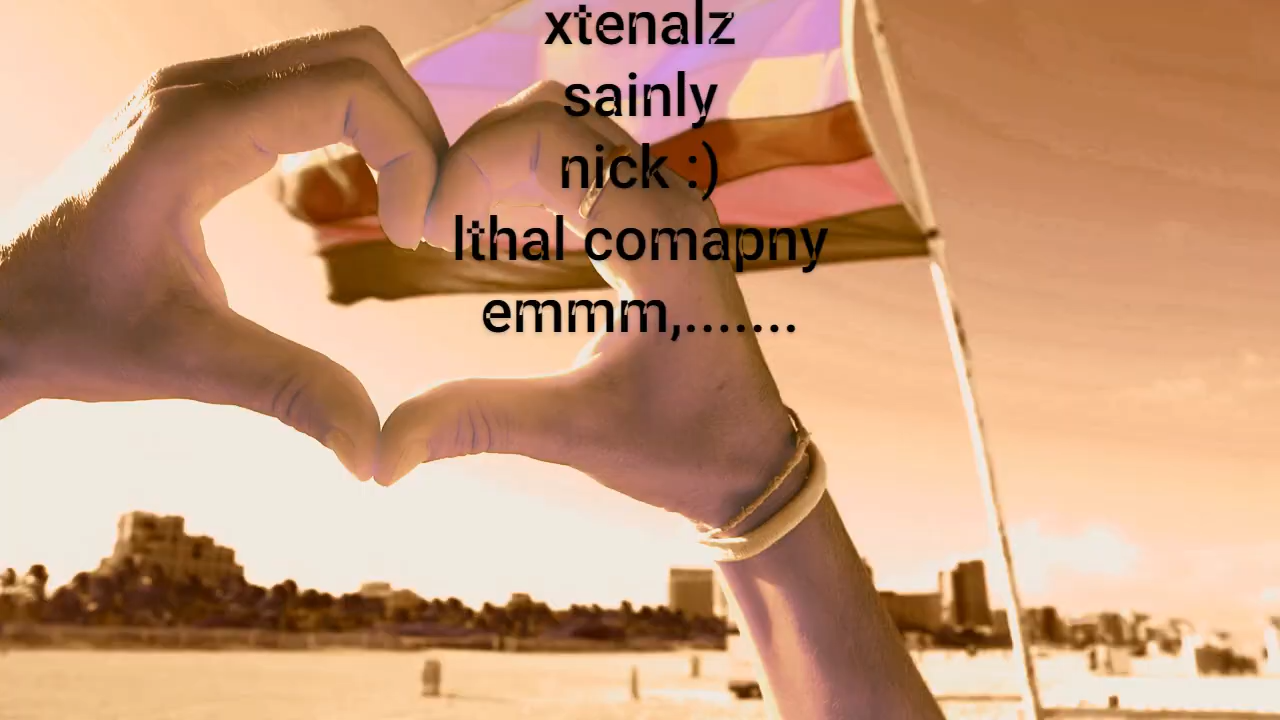 xtenalz
sainly
nick :)
lthal comapny
emmm,.......